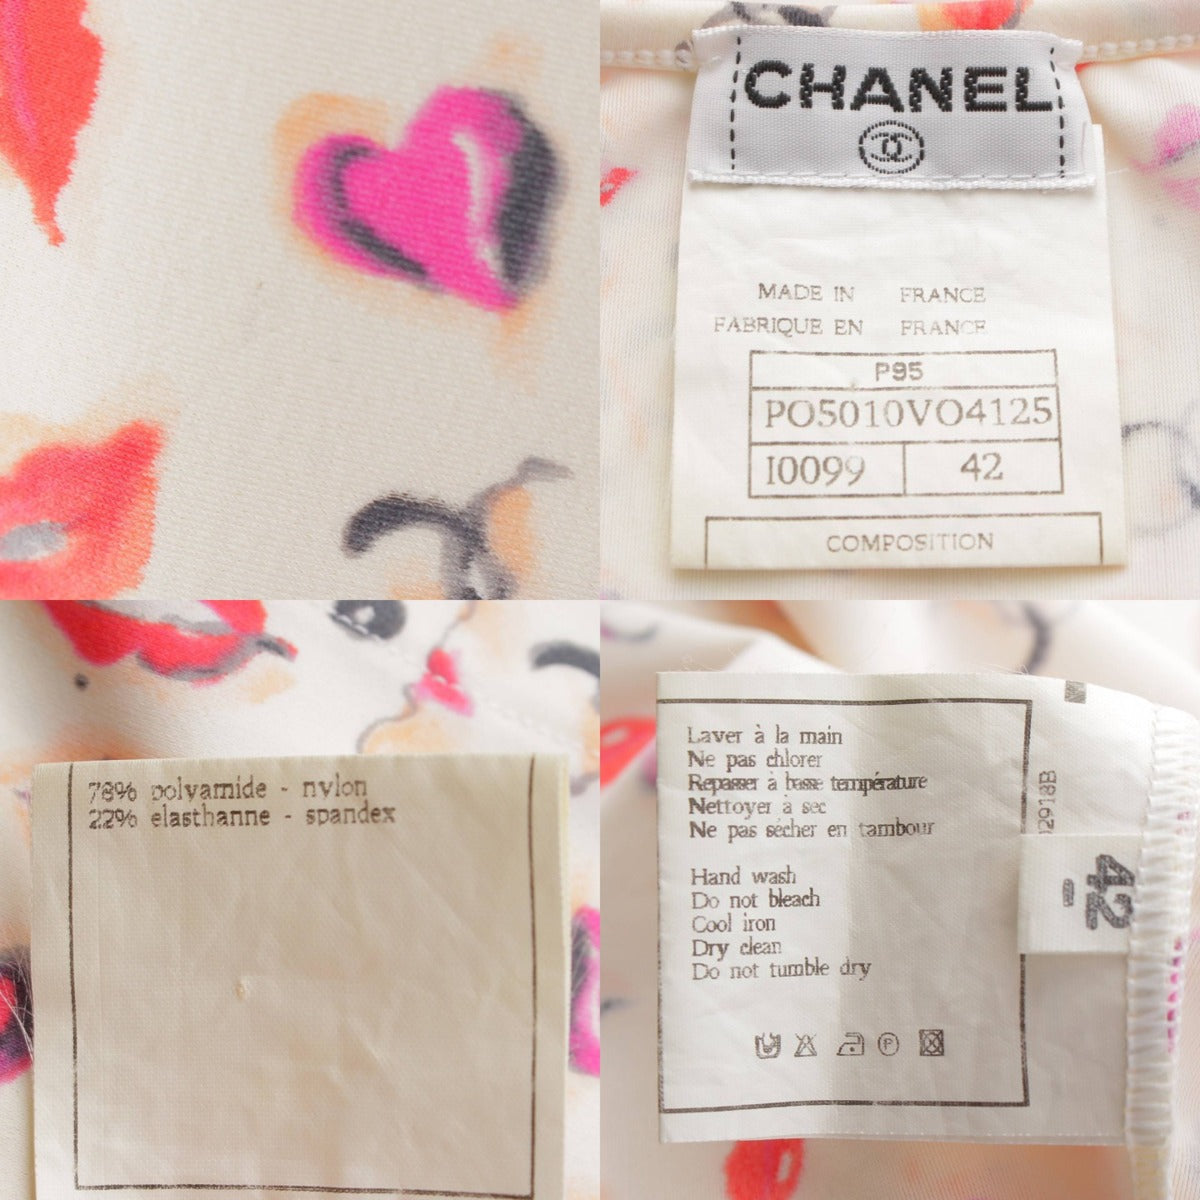 CHANEL
MADE IN FRANCE
FABRIQUE EN FRANCE
P95
PO5010VO4125
I0099 42
COMPOSITION
78% polyamide - nylon
22% elasthanne - spandex
Laver à la main
Ne pas chlorer
Repasser à basse température
Nettoyer à sec
Ne pas sécher en tambour
Hand wash
Do not bleach
Cool iron
Dry clean
Do not tumble dry
P
42